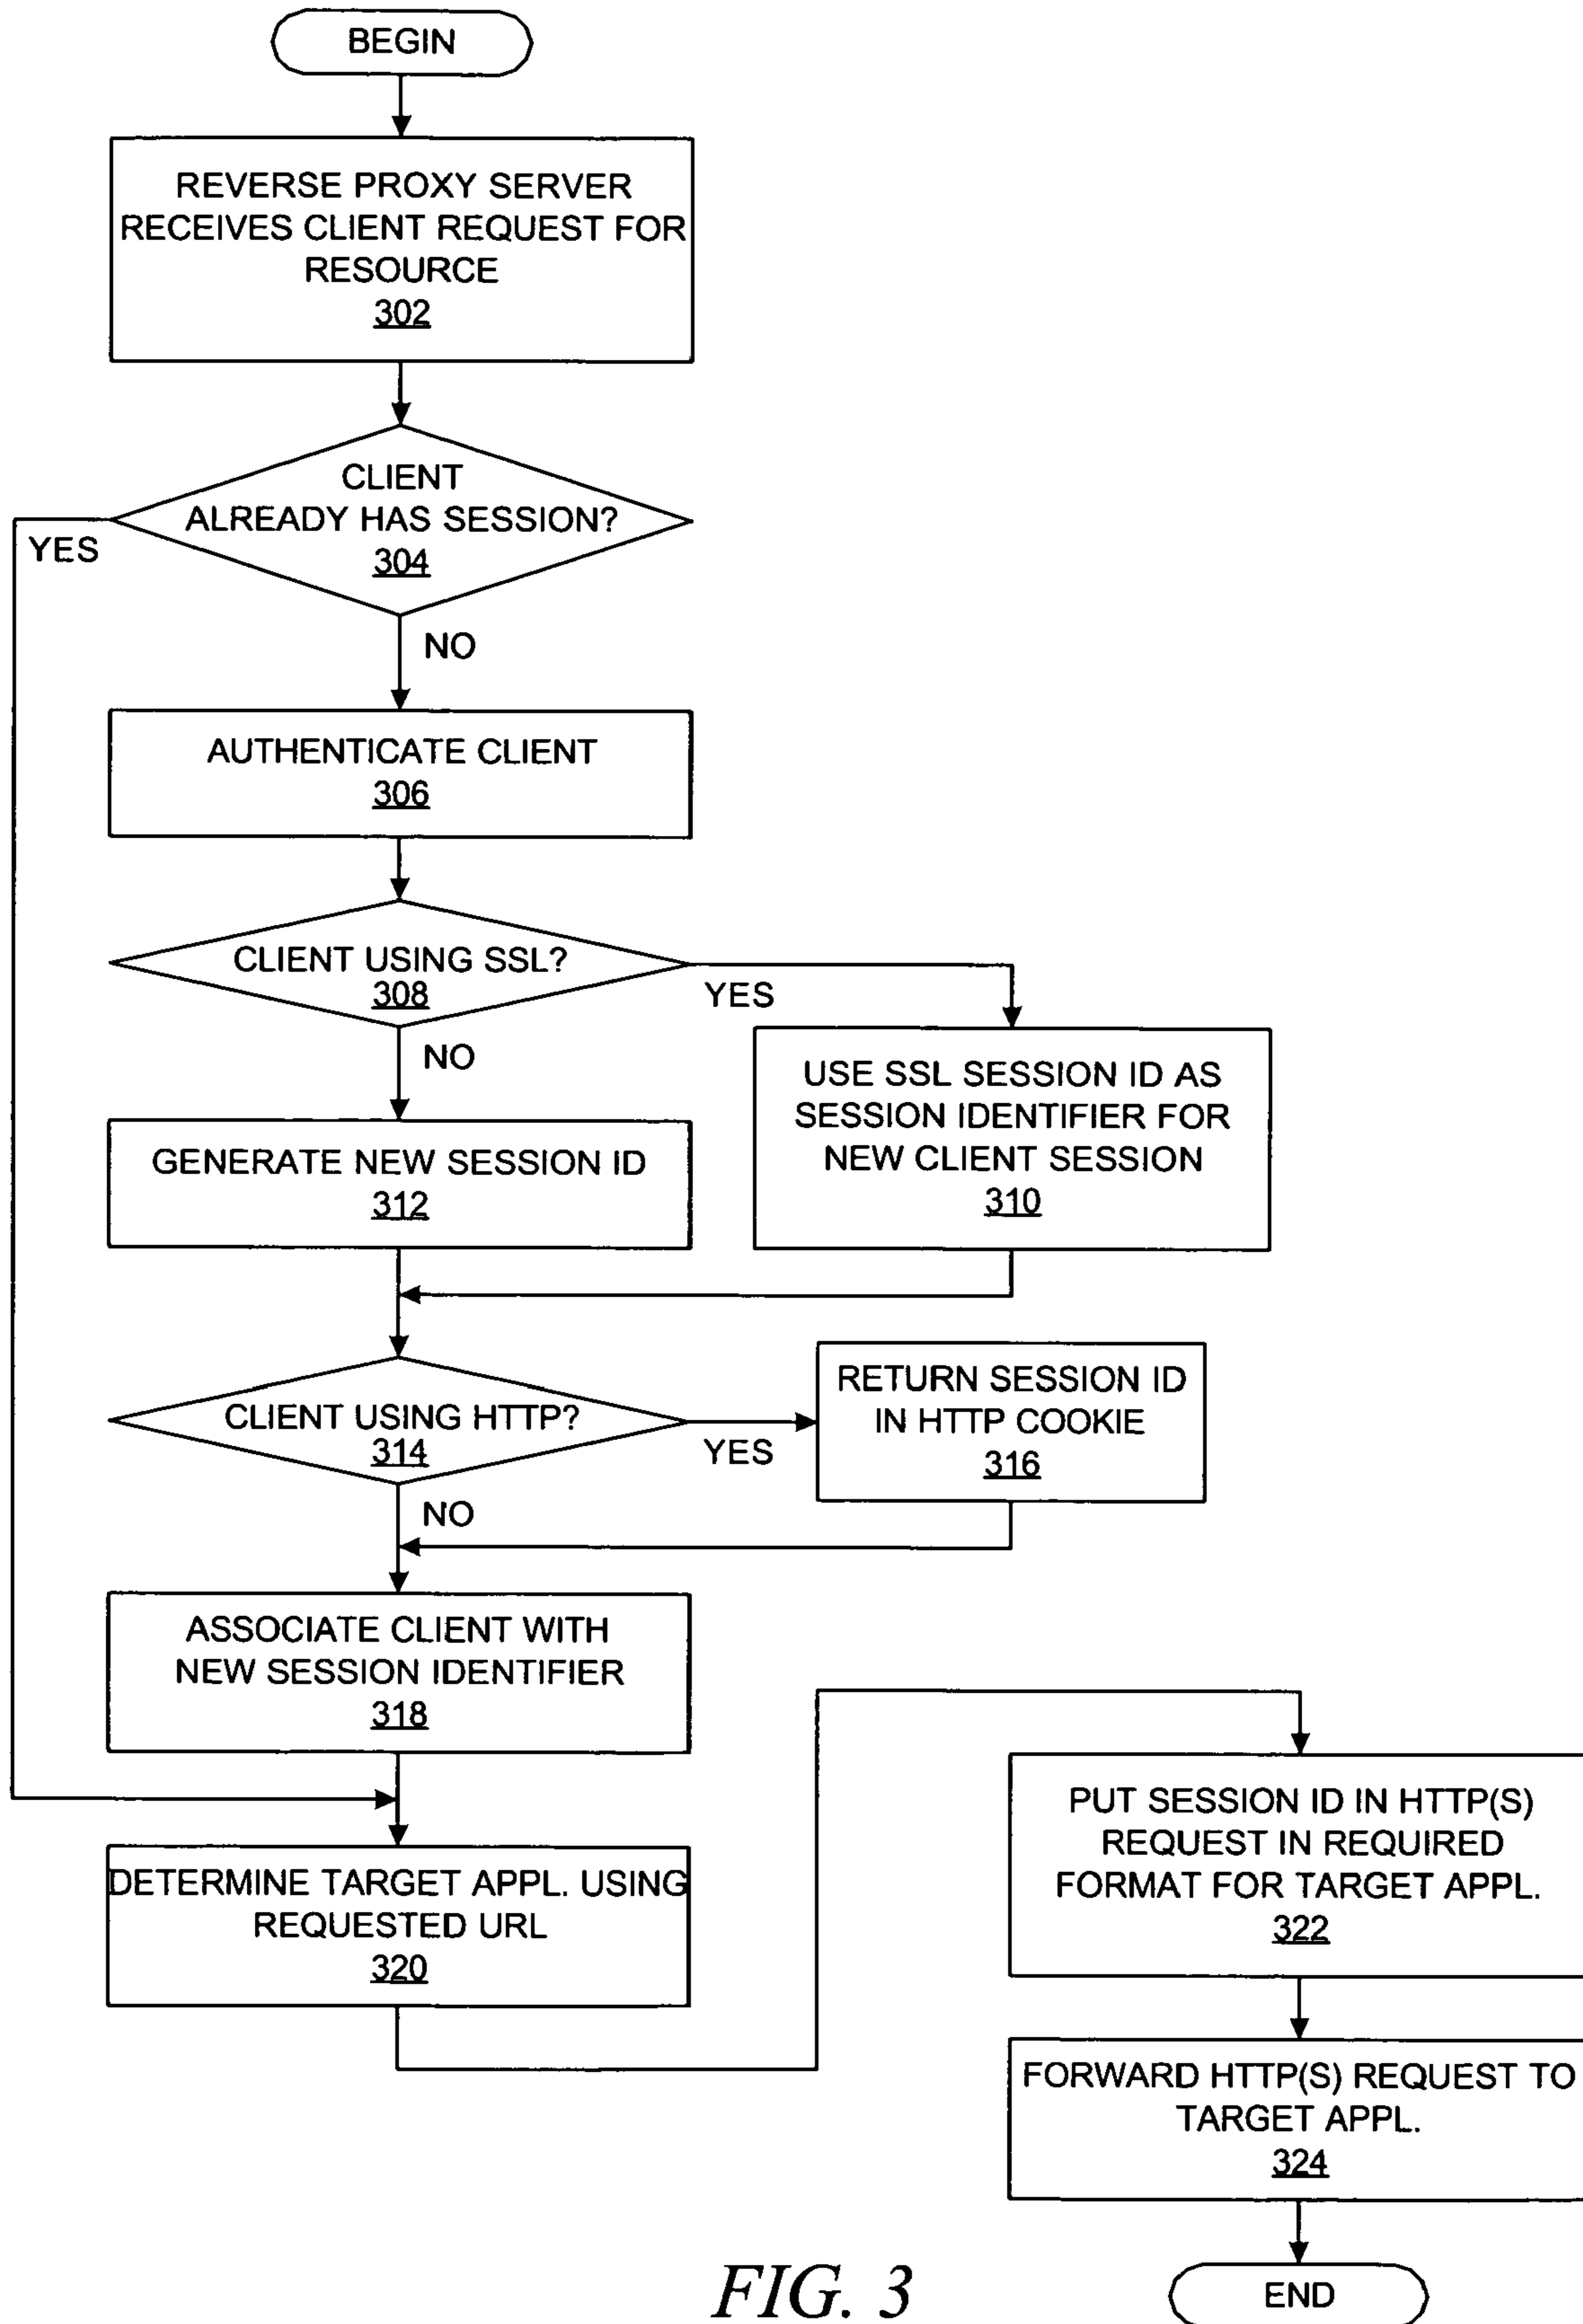 BEGIN
REVERSE PROXY SERVER
RECEIVES CLIENT REQUEST FOR
RESOURCE
302
CLIENT
ALREADY HAS SESSION?
304
YES
NO
AUTHENTICATE CLIENT
306
CLIENT USING SSL?
308
YES
NO
USE SSL SESSION ID AS
SESSION IDENTIFIER FOR
NEW CLIENT SESSION
310
GENERATE NEW SESSION ID
312
CLIENT USING HTTP?
314
YES
NO
RETURN SESSION ID
IN HTTP COOKIE
316
ASSOCIATE CLIENT WITH
NEW SESSION IDENTIFIER
318
DETERMINE TARGET APPL. USING
REQUESTED URL
320
PUT SESSION ID IN HTTP(S)
REQUEST IN REQUIRED
FORMAT FOR TARGET APPL.
322
FORWARD HTTP(S) REQUEST TO
TARGET APPL.
324
END
FIG. 3